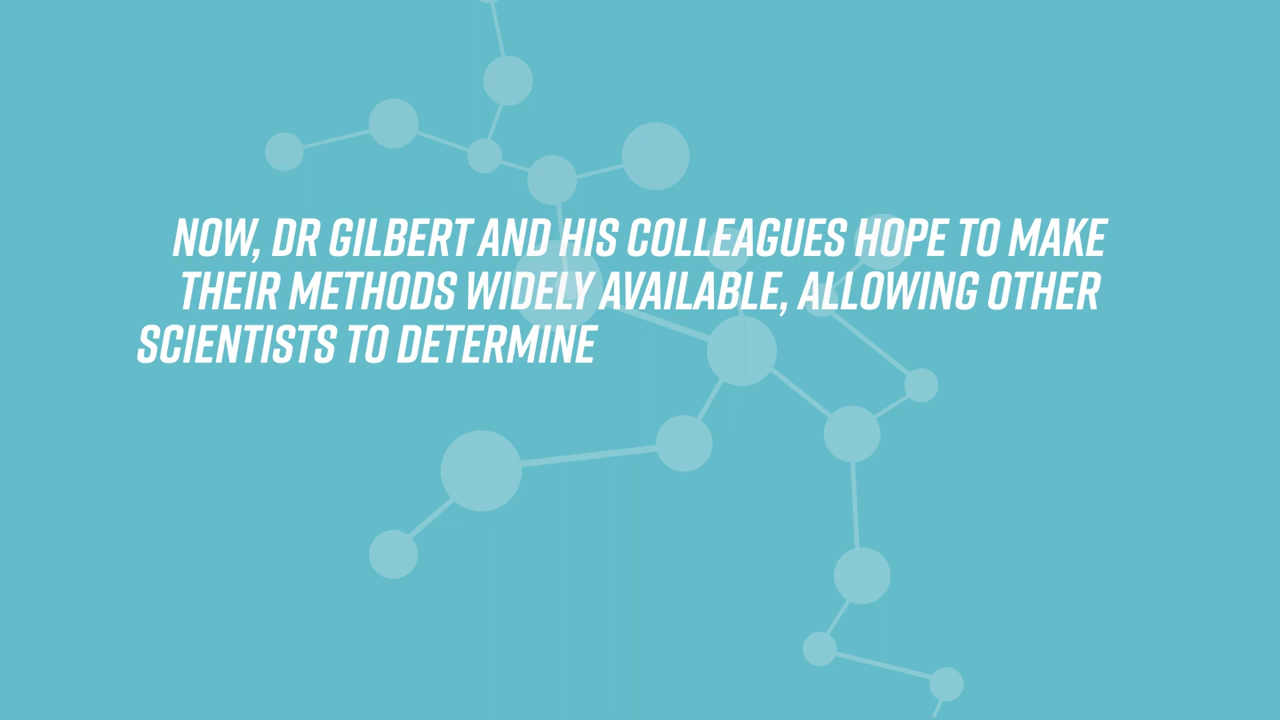 NOW, DR GILBERT AND HIS COLLEAGUES HOPE TO MAKE
THEIR METHODS WIDELY AVAILABLE, ALLOWING OTHER
SCIENTISTS TO DETERMINE